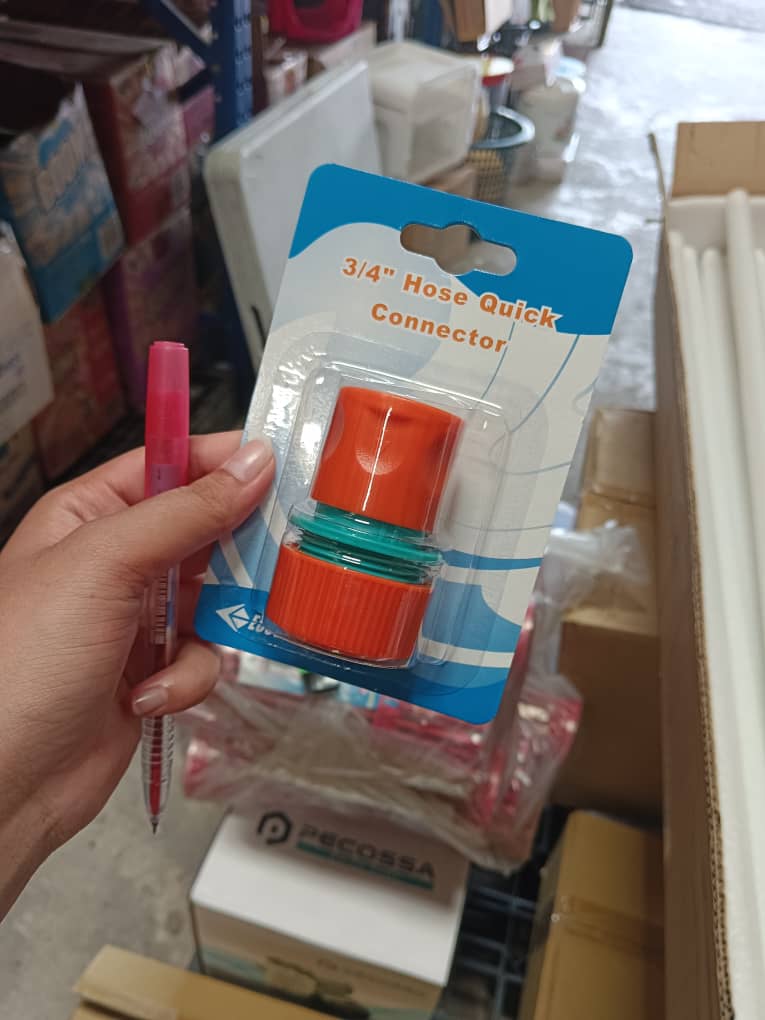 3/4" Hose Quick
Connector
PECOSSA